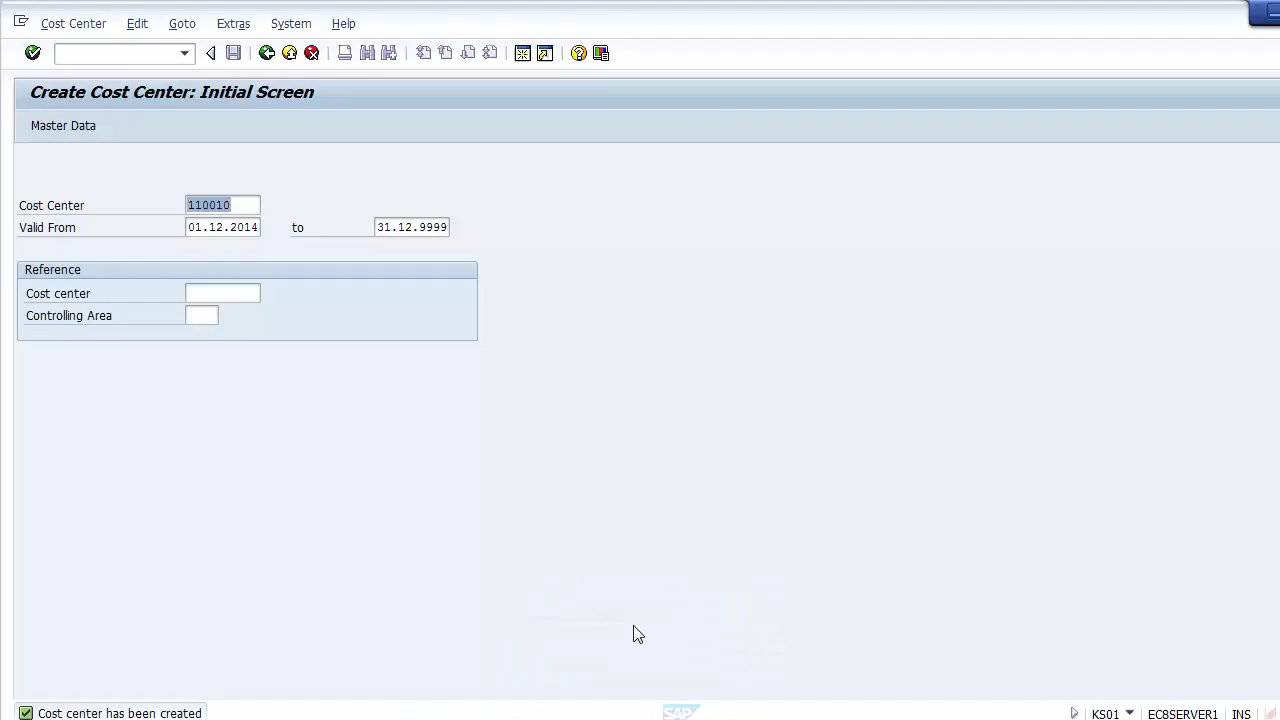 Cost Center Edit Goto Extras System Help
Create Cost Center: Initial Screen
Master Data
Cost Center 110010
Valid From 01.12.2014 to 31.12.9999
Reference
Cost center
Controlling Area
Cost center has been created SAP KS01 EC8SERVER1 INS